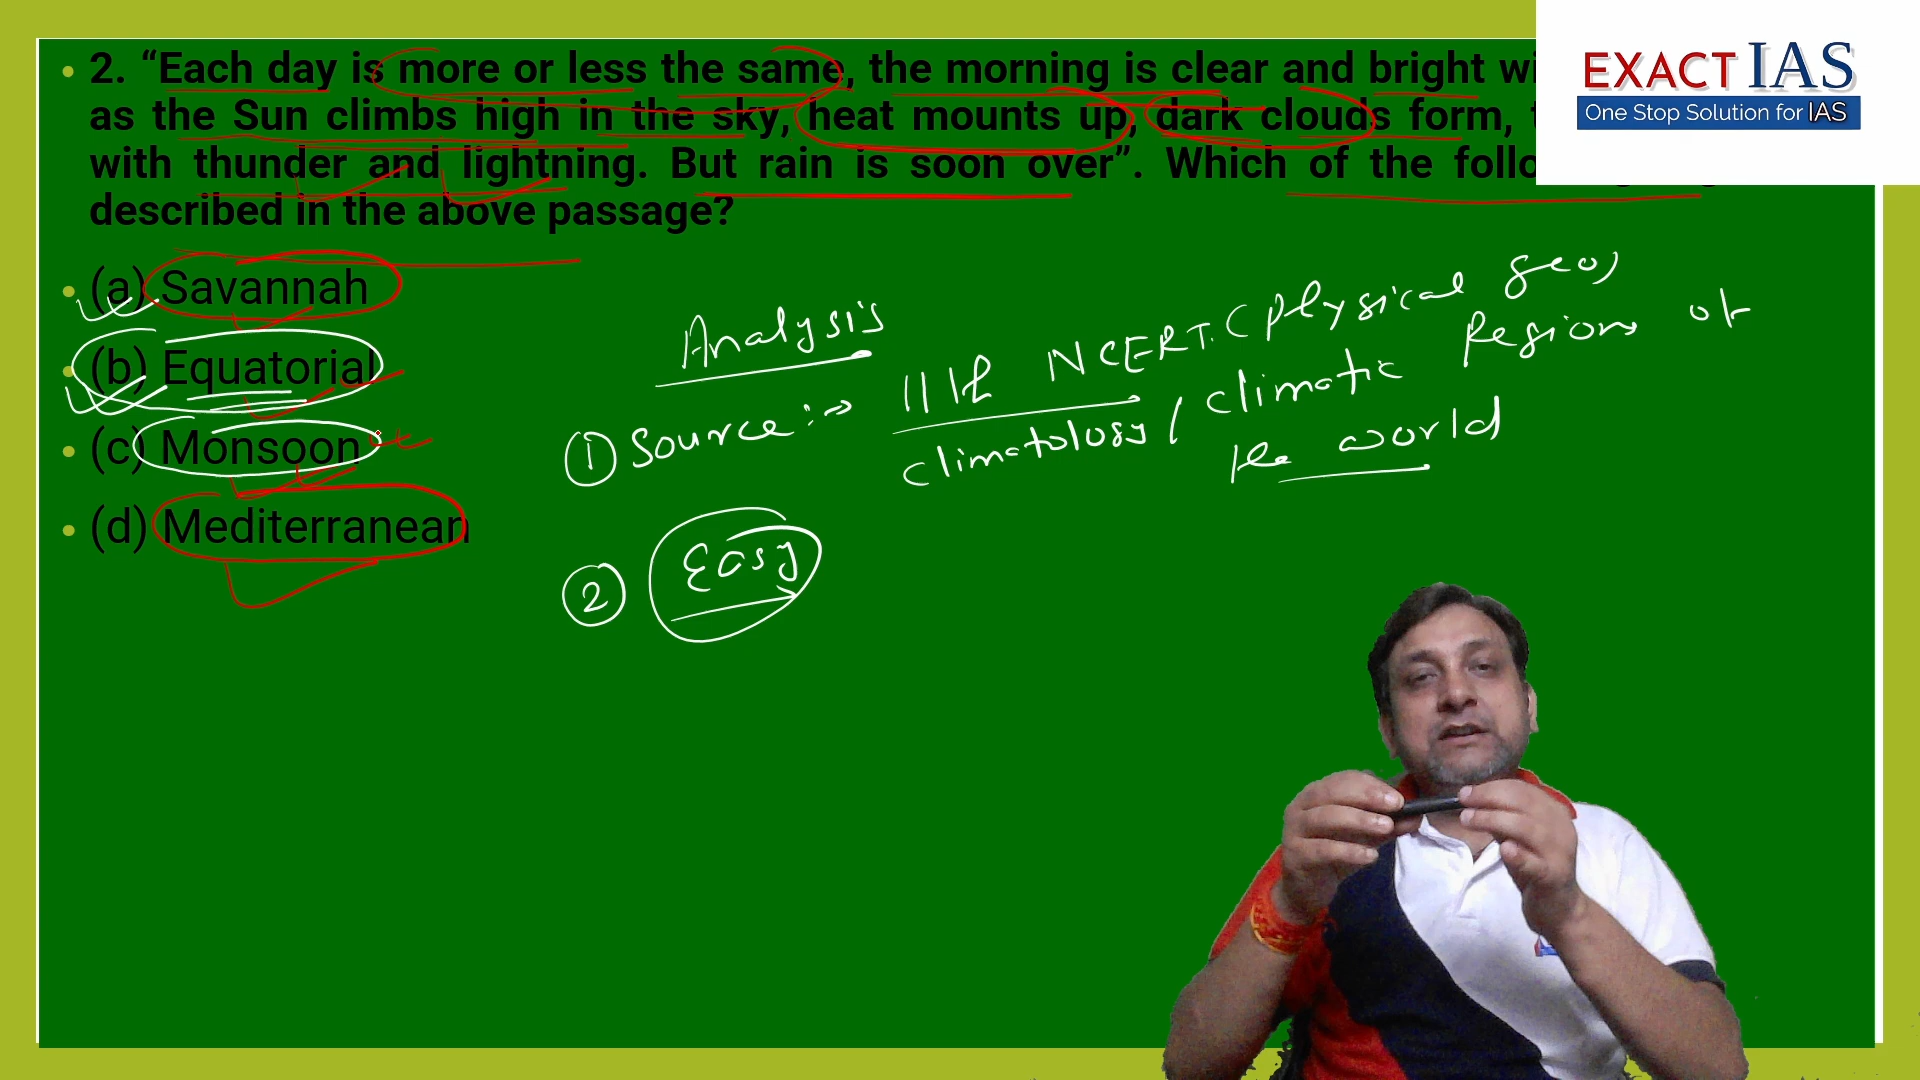 • 2. “Each day is more or less the same, the morning is clear and bright
as the Sun climbs high in the sky, heat mounts up, dark clouds form,
with thunder and lightning. But rain is soon over”. Which of the
described in the above passage?
• (a) Savannah
• (b) Equatorial
• (c) Monsoon
• (d) Mediterranean
EXACT IAS
One Stop Solution for IAS
Analysis
① Source:→ 11th NCERT (physical geo)
climatology / climatic Regions of
the world
② Easy